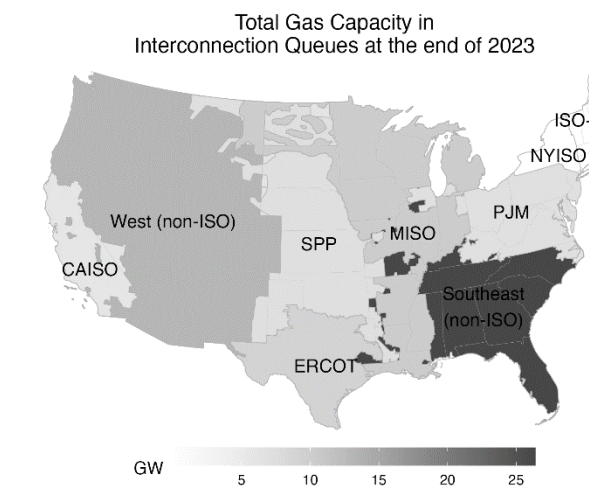 Total Gas Capacity in
Interconnection Queues at the end of 2023
ISO-
NYISO
West (non-ISO)
PJM
SPP
MISO
CAISO
Southeast
(non-ISO)
ERCOT
GW
5 10 15 20 25